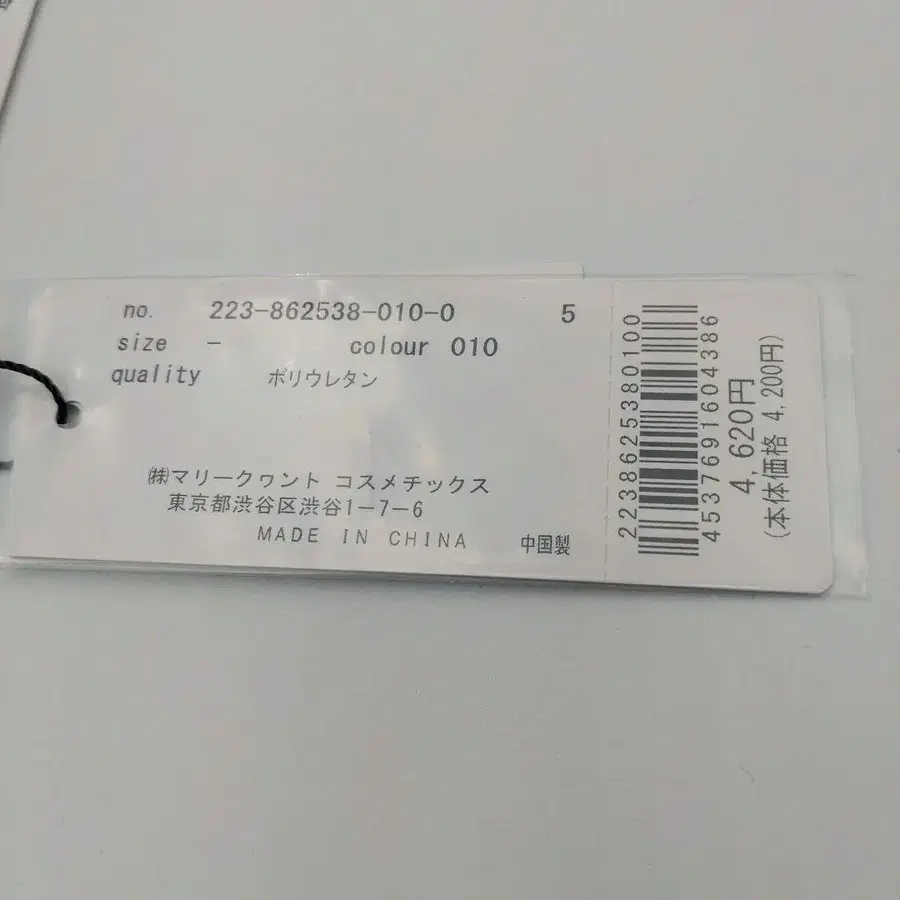 no. 223-862538-010-0 5
size - colour 010
quality ポリウレタン
㈱マリークヮント コスメチックス
東京都渋谷区渋谷1-7-6
MADE IN CHINA 中国製
2238625380100
4537691604386
4,620円
(本体価格 4,200円)